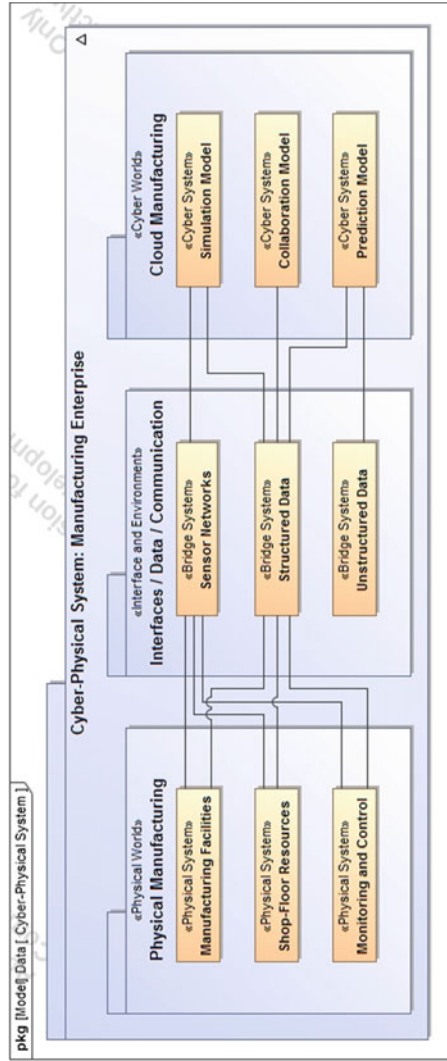 pkg [Model] Data [ Cyber-Physical System ]
Cyber-Physical System: Manufacturing Enterprise
«Physical World»
Physical Manufacturing
«Physical System»
Manufacturing Facilities
«Physical System»
Shop-Floor Resources
«Physical System»
Monitoring and Control
«Interface and Environment»
Interfaces / Data / Communication
«Bridge System»
Sensor Networks
«Bridge System»
Structured Data
«Bridge System»
Unstructured Data
«Cyber World»
Cloud Manufacturing
«Cyber System»
Simulation Model
«Cyber System»
Collaboration Model
«Cyber System»
Prediction Model
Only